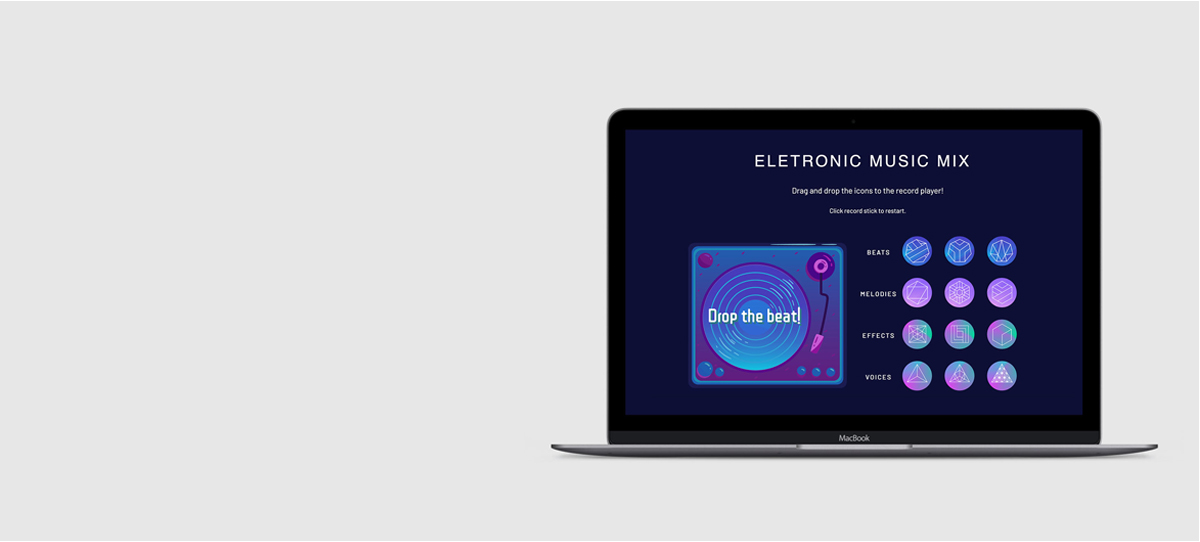 ELETRONIC MUSIC MIX
Drag and drop the icons to the record player!
Click record stick to restart.
BEATS
Drop the beat!
MELODIES
EFFECTS
VOICES
MacBook